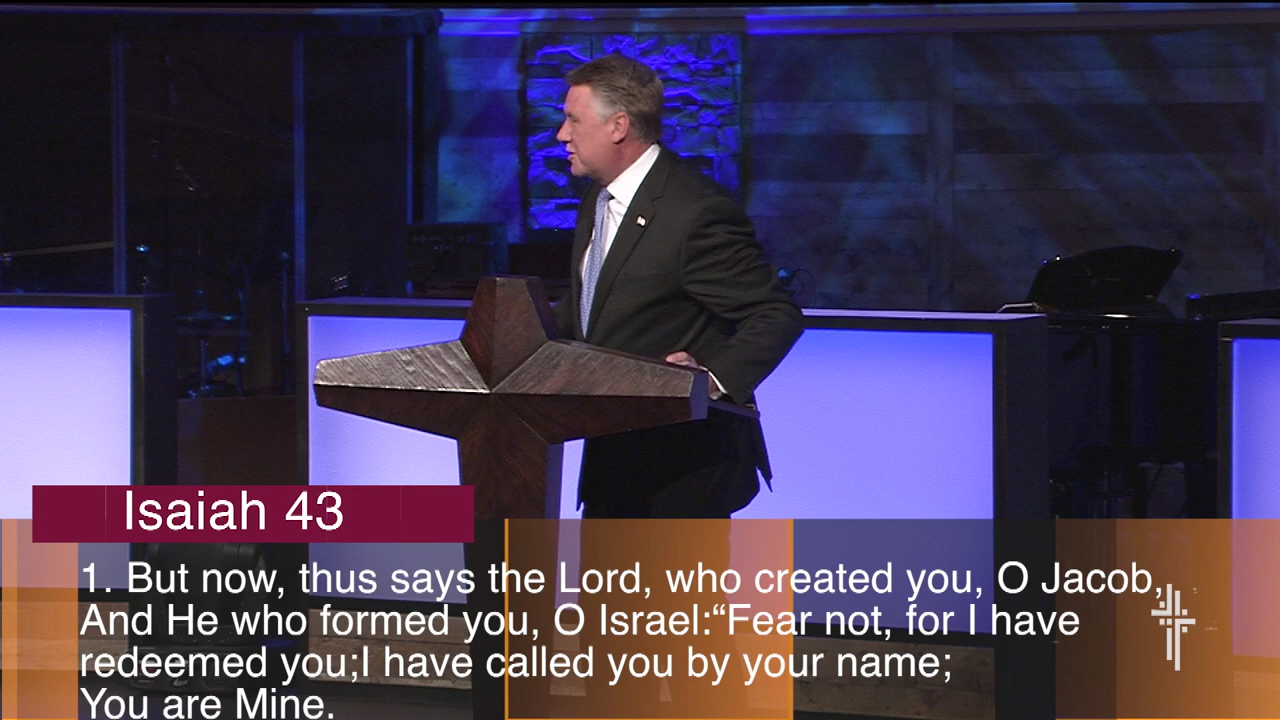 Isaiah 43
1. But now, thus says the Lord, who created you, O Jacob,
And He who formed you, O Israel:“Fear not, for I have
redeemed you;I have called you by your name;
You are Mine.